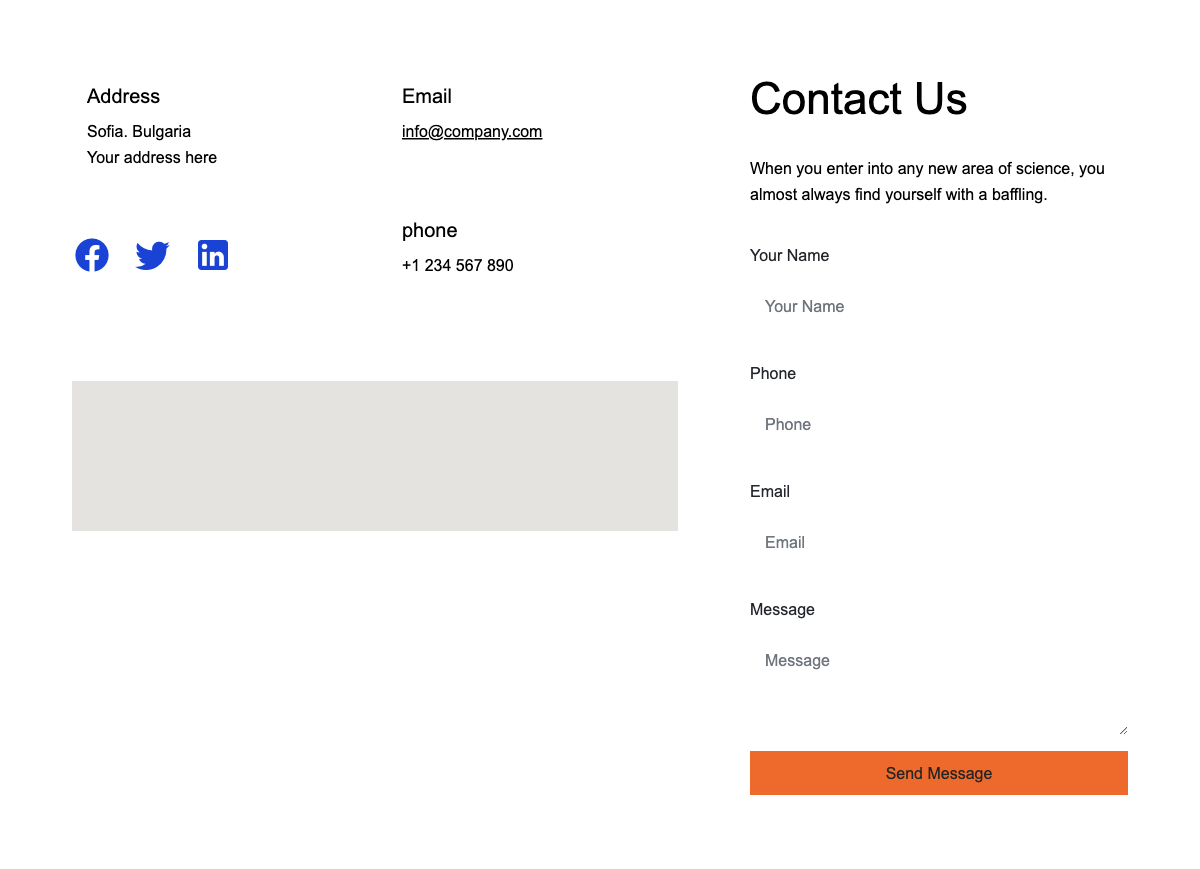 Address
Sofia. Bulgaria
Your address here
Email
info@company.com
phone
+1 234 567 890
Contact Us
When you enter into any new area of science, you
almost always find yourself with a baffling.
Your Name
Your Name
Phone
Phone
Email
Email
Message
Message
Send Message